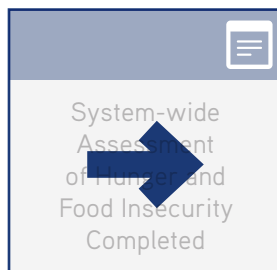 System-wide
Assessment
of Hunger and
Food Insecurity
Completed